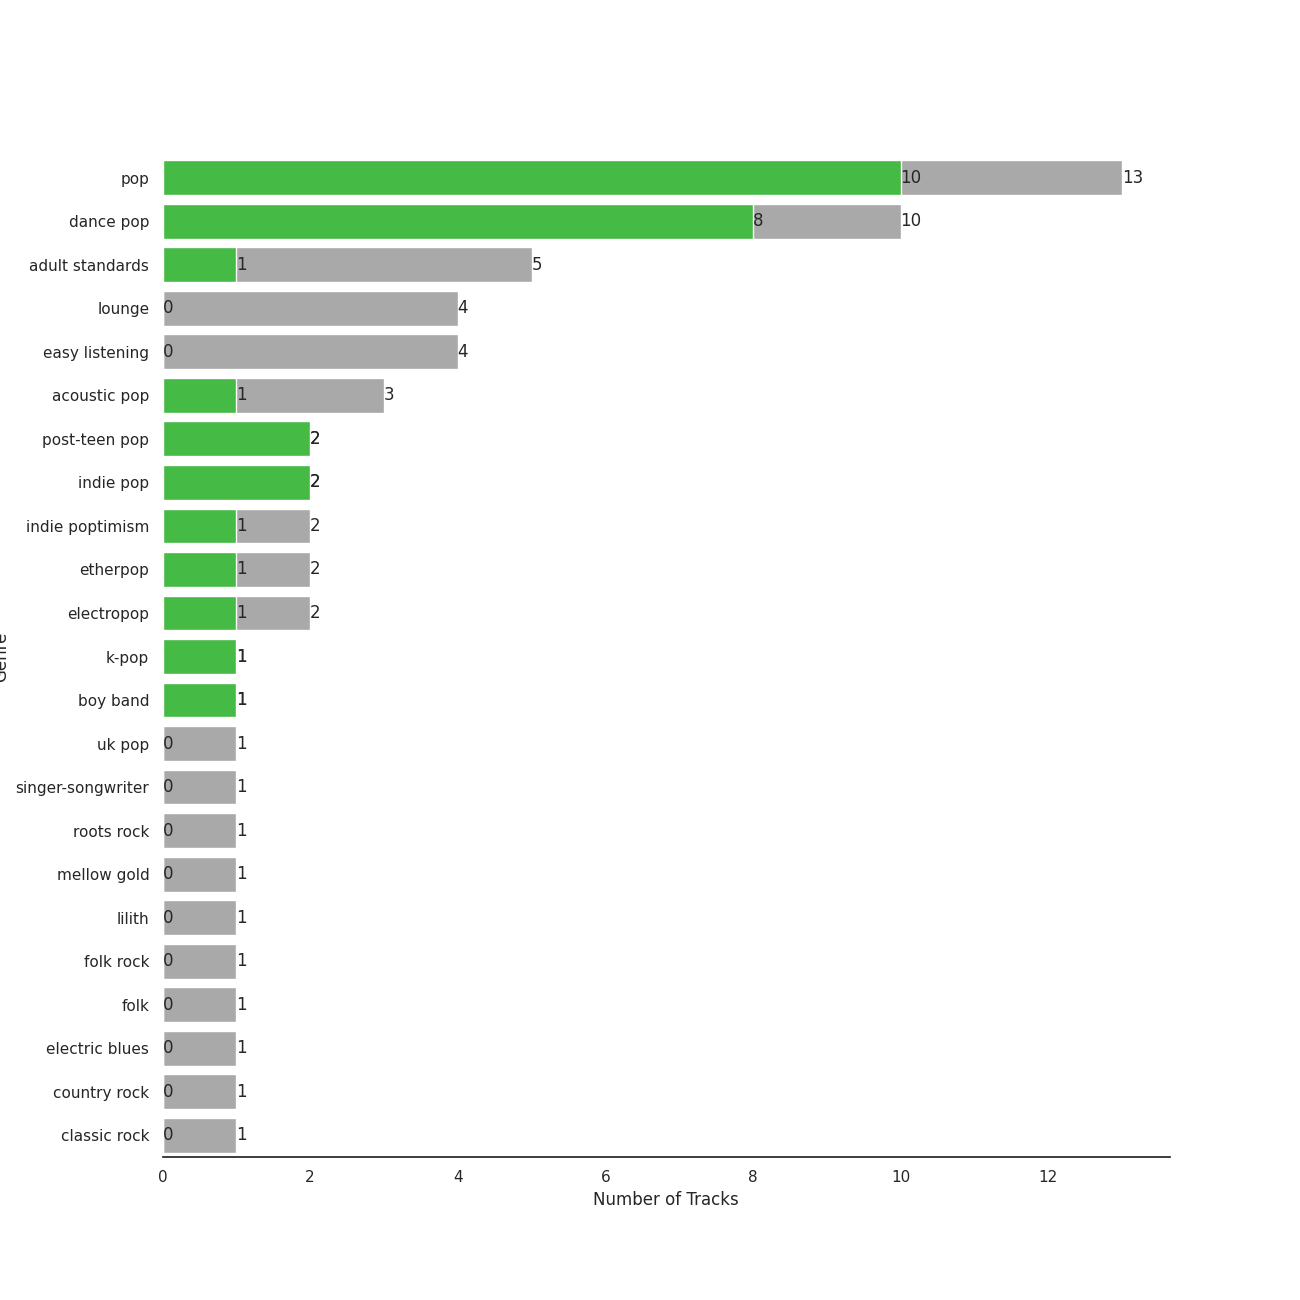 pop 10 13
dance pop 8 10
adult standards 1 5
lounge 0 4
easy listening 0 4
acoustic pop 1 3
post-teen pop 2
indie pop 2
indie poptimism 1 2
etherpop 1 2
electropop 1 2
k-pop 1
boy band 1
uk pop 0 1
singer-songwriter 0 1
roots rock 0 1
mellow gold 0 1
lilith 0 1
folk rock 0 1
folk 0 1
electric blues 0 1
country rock 0 1
classic rock 0 1
Genre
0 2 4 6 8 10 12
Number of Tracks